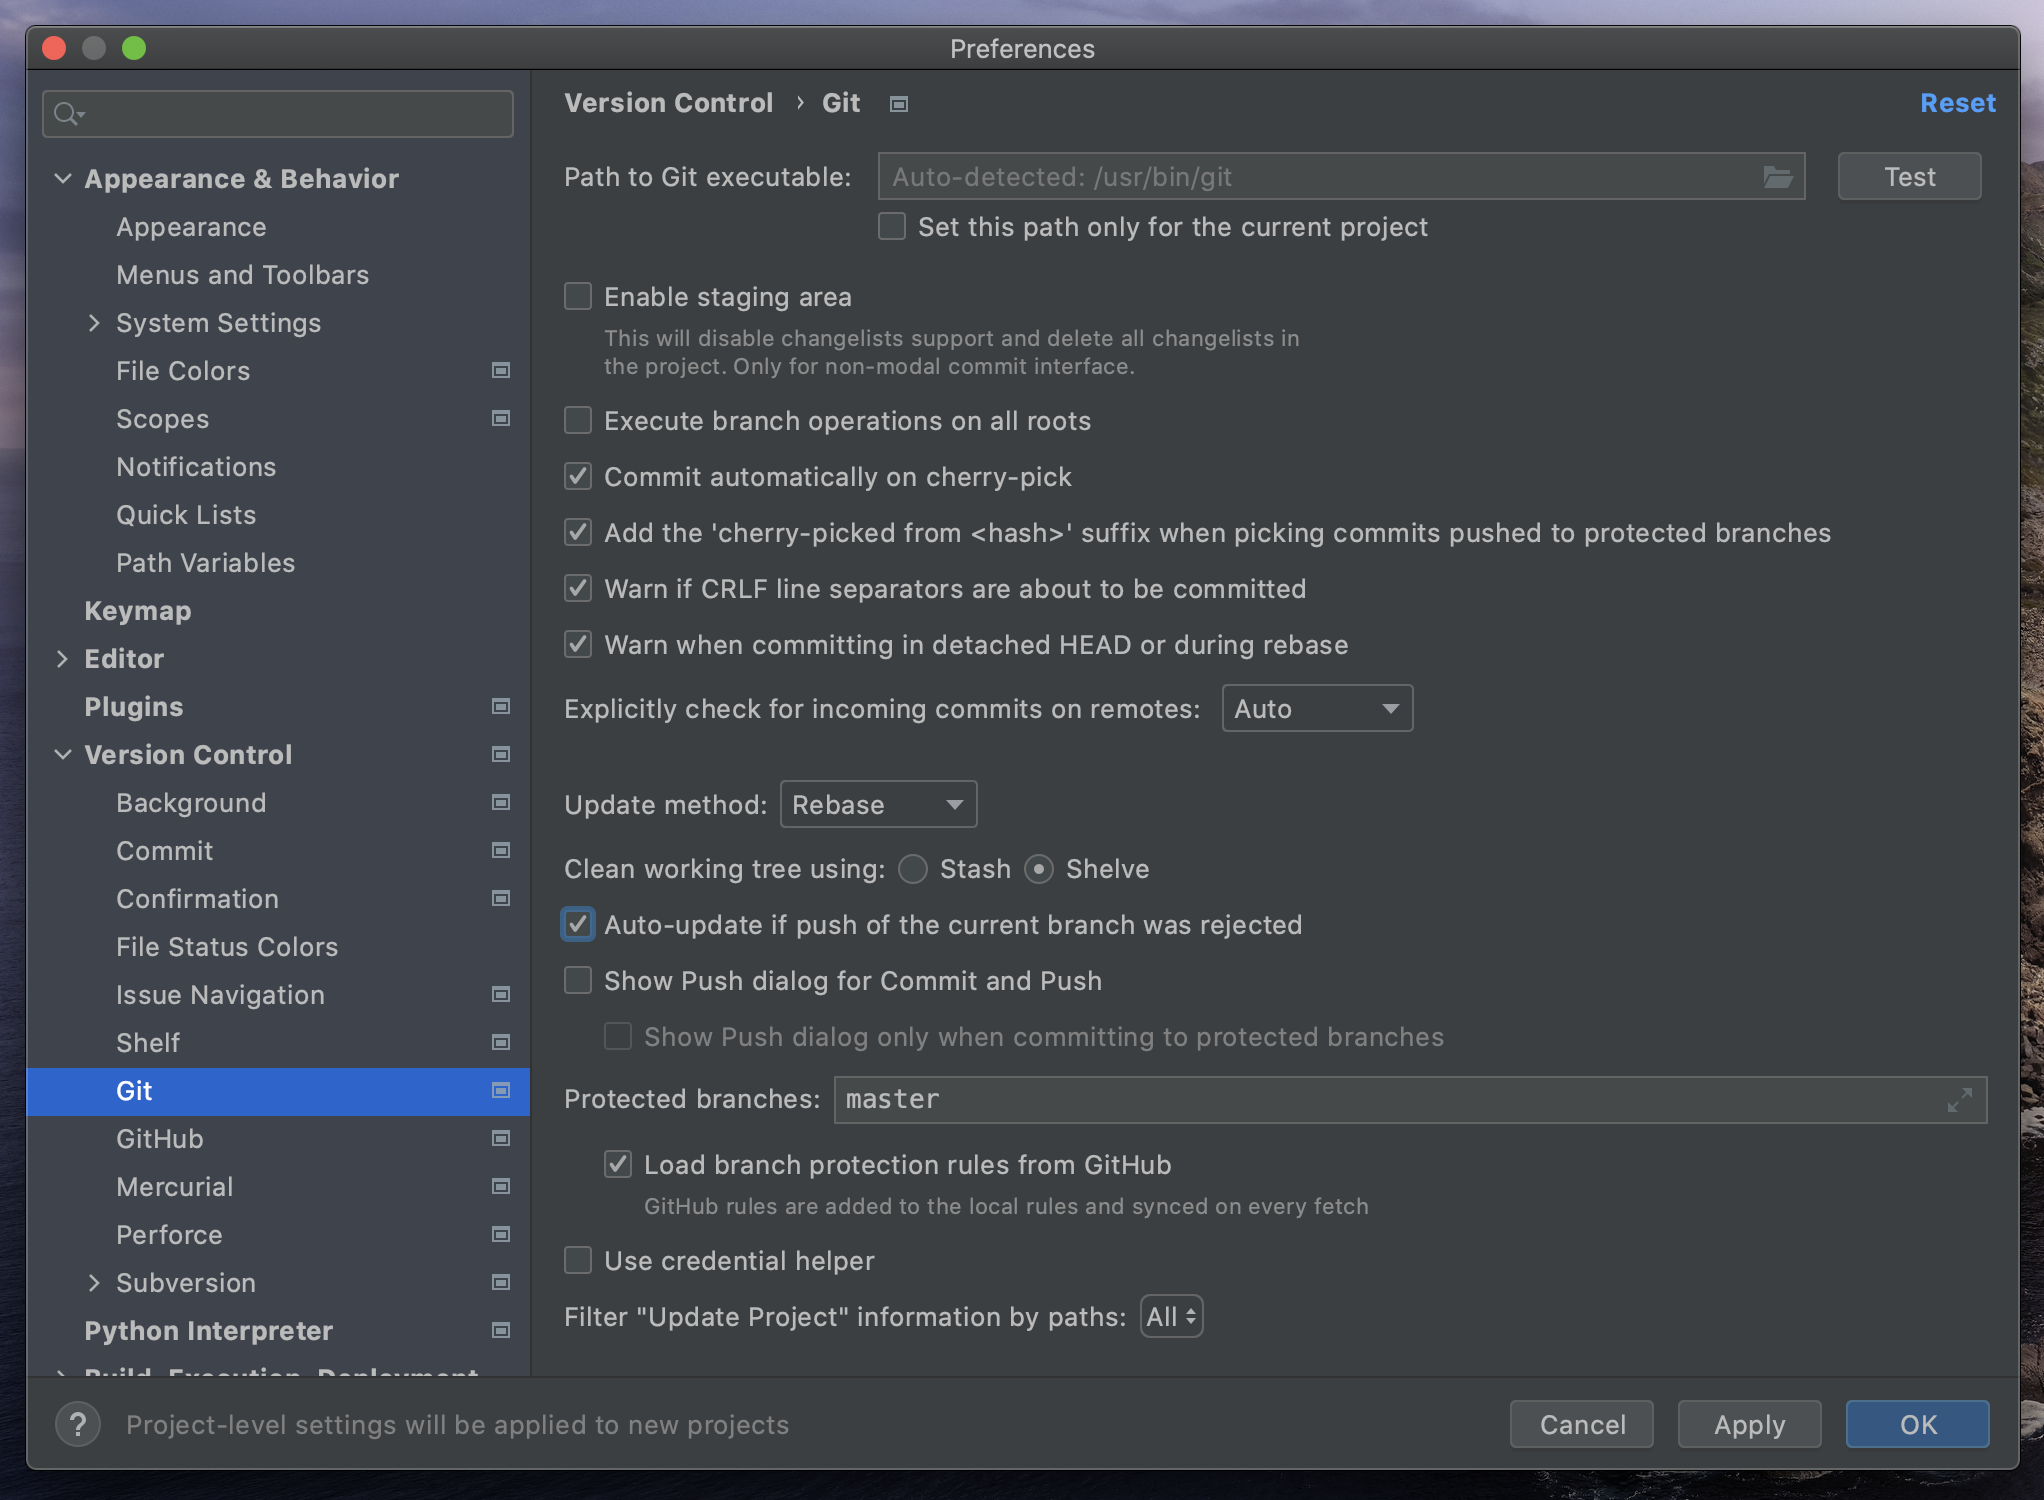 Preferences
Appearance & Behavior
Appearance
Menus and Toolbars
System Settings
File Colors
Scopes
Notifications
Quick Lists
Path Variables
Keymap
Editor
Plugins
Version Control
Background
Commit
Confirmation
File Status Colors
Issue Navigation
Shelf
Git
GitHub
Mercurial
Perforce
Subversion
Python Interpreter
Build, Execution, Deployment
Version Control › Git
Reset
Path to Git executable: Auto-detected: /usr/bin/git Test
Set this path only for the current project
Enable staging area
This will disable changelists support and delete all changelists in
the project. Only for non-modal commit interface.
Execute branch operations on all roots
Commit automatically on cherry-pick
Add the 'cherry-picked from <hash>' suffix when picking commits pushed to protected branches
Warn if CRLF line separators are about to be committed
Warn when committing in detached HEAD or during rebase
Explicitly check for incoming commits on remotes: Auto
Update method: Rebase
Clean working tree using: Stash Shelve
Auto-update if push of the current branch was rejected
Show Push dialog for Commit and Push
Show Push dialog only when committing to protected branches
Protected branches: master
Load branch protection rules from GitHub
GitHub rules are added to the local rules and synced on every fetch
Use credential helper
Filter "Update Project" information by paths: All
? Project-level settings will be applied to new projects
Cancel Apply OK